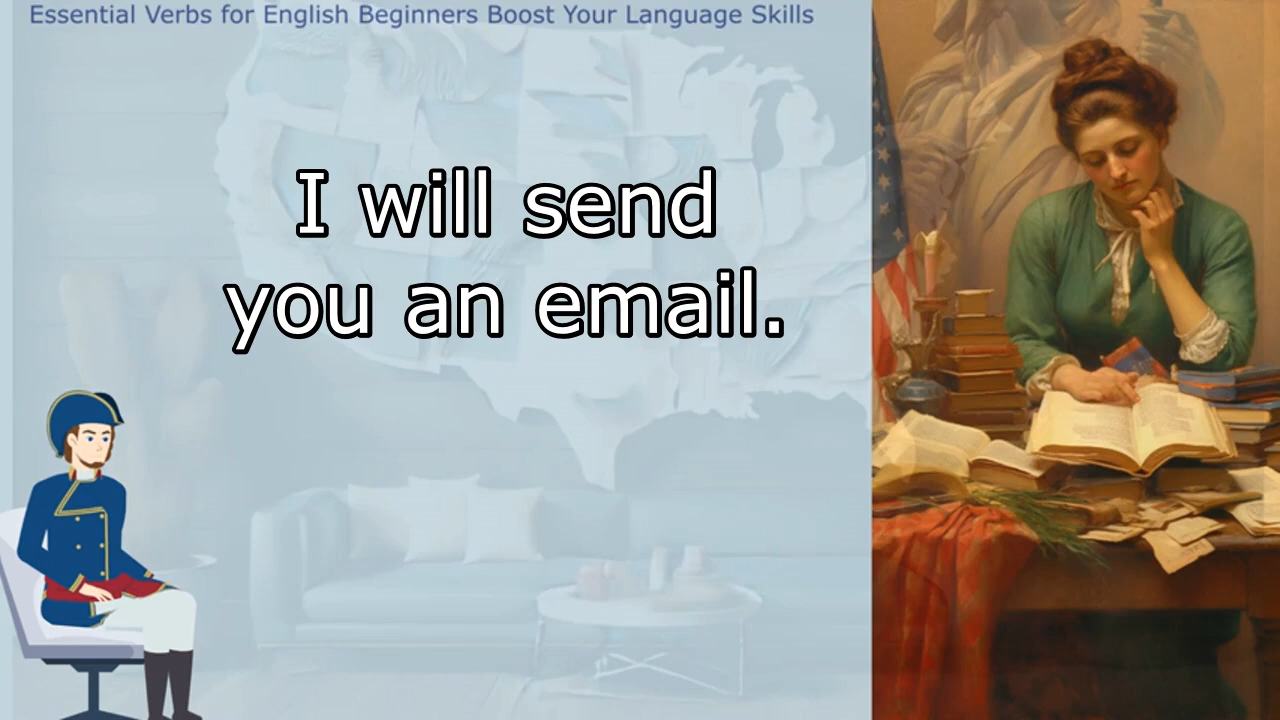 Essential Verbs for English Beginners Boost Your Language Skills
I will send
you an email.